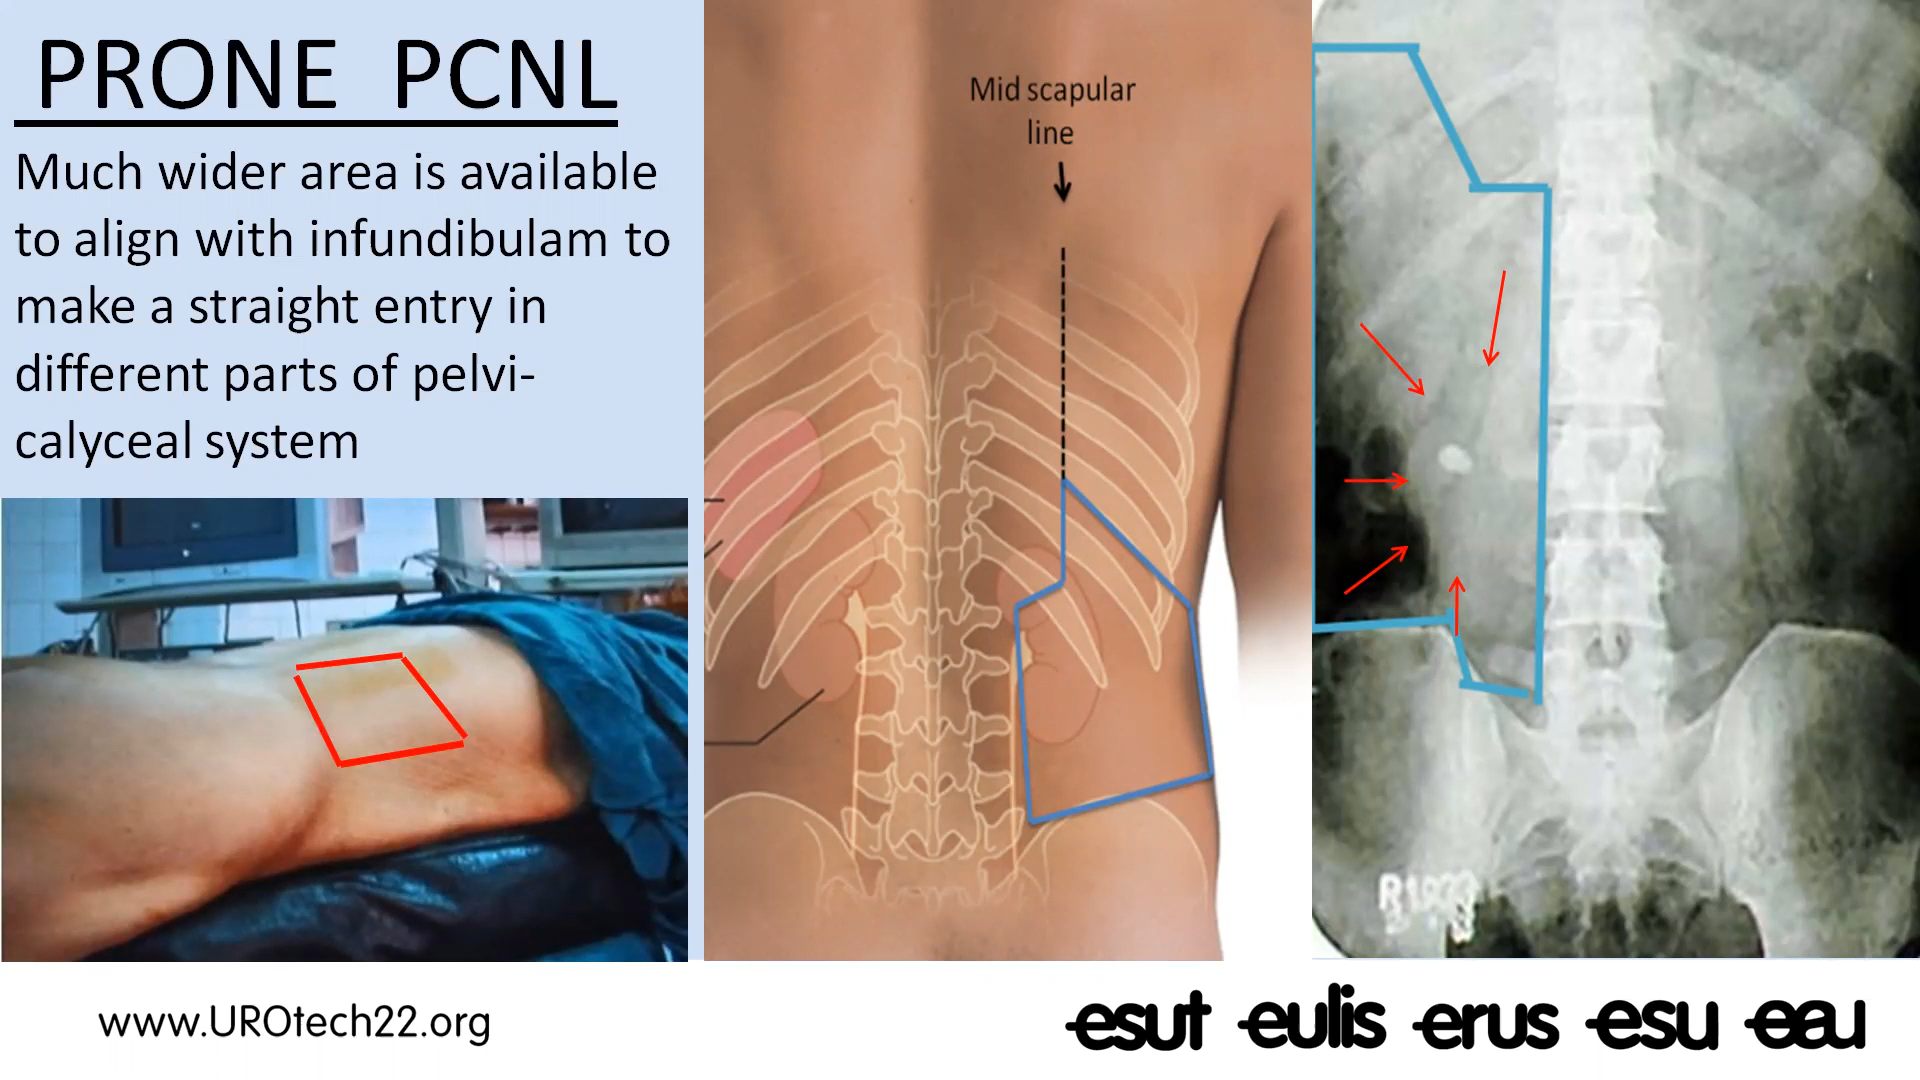 PRONE PCNL
Much wider area is available
to align with infundibulam to
make a straight entry in
different parts of pelvi-
calyceal system
Mid scapular
line
www.UROtech22.org
esut eulis erus esu eau